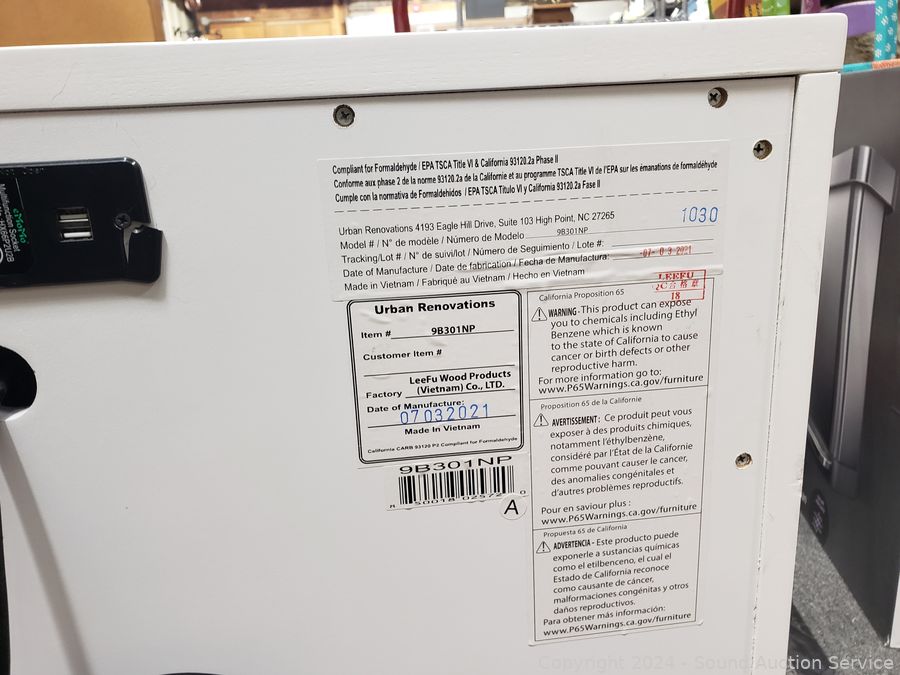 Compliant for Formaldehyde / EPA TSCA Title VI & California 93120.2a Phase II
Conforme aux phase 2 de la norme 93120.2a de la Californie et au programme TSCA Title VI de l'EPA sur les émanations de formaldéhyde
Cumple con la normativa de Formaldehidos / EPA TSCA Titulo VI y California 93120.2a Fase II
Urban Renovations 4193 Eagle Hill Drive, Suite 103 High Point, NC 27265
1030
Model # / N° de modèle / Número de Modelo 9B301NP
Tracking/Lot # / N° de suivi/lot / Número de Seguimiento / Lote #:
Date of Manufacture / Date de fabrication / Fecha de Manufactura: -07- 0 3 2021
Made in Vietnam / Fabriqué au Vietnam / Hecho en Vietnam
LEEFU
18
Urban Renovations
Item # 9B301NP
Customer Item #
LeeFu Wood Products
Factory (Vietnam) Co., LTD.
Date of Manufacture:
07032021
Made In Vietnam
California CARB 93120 P2 Compliant for Formaldehyde
9B301NP
8 50018 02572 0
A
California Proposition 65
WARNING-This product can expose
you to chemicals including Ethyl
Benzene which is known
to the state of California to cause
cancer or birth defects or other
reproductive harm.
For more information go to:
www.P65Warnings.ca.gov/furniture
Proposition 65 de la Californie
AVERTISSEMENT: Ce produit peut vous
exposer à des produits chimiques,
notamment l'éthylbenzène,
considéré par l'État de la Californie
comme pouvant causer le cancer,
des anomalies congénitales et
d'autres problèmes reproductifs.
Pour en saviour plus :
www.P65Warnings.ca.gov/furniture
Propuesta 65 de California
ADVERTENCIA- Este producto puede
exponerle a sustancias químicas
como el etilbenceno, el cual el
Estado de California reconoce
como causante de cáncer,
malformaciones congénitas y otros
daños reproductivos.
Para obtener más información:
www.P65Warnings.ca.gov/furniture
Copyright 2024 - Sound Auction Service